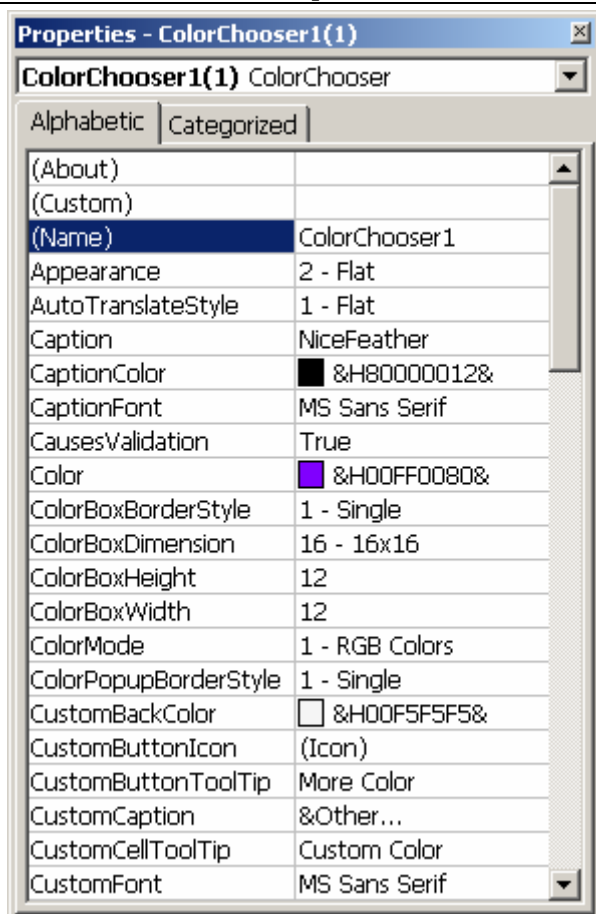 Properties - ColorChooser1(1)
ColorChooser1(1) ColorChooser
Alphabetic Categorized
(About)
(Custom)
(Name) ColorChooser1
Appearance 2 - Flat
AutoTranslateStyle 1 - Flat
Caption NiceFeather
CaptionColor &H80000012&
CaptionFont MS Sans Serif
CausesValidation True
Color &H00FF0080&
ColorBoxBorderStyle 1 - Single
ColorBoxDimension 16 - 16x16
ColorBoxHeight 12
ColorBoxWidth 12
ColorMode 1 - RGB Colors
ColorPopupBorderStyle 1 - Single
CustomBackColor &H00F5F5F5&
CustomButtonIcon (Icon)
CustomButtonToolTip More Color
CustomCaption &Other...
CustomCellToolTip Custom Color
CustomFont MS Sans Serif